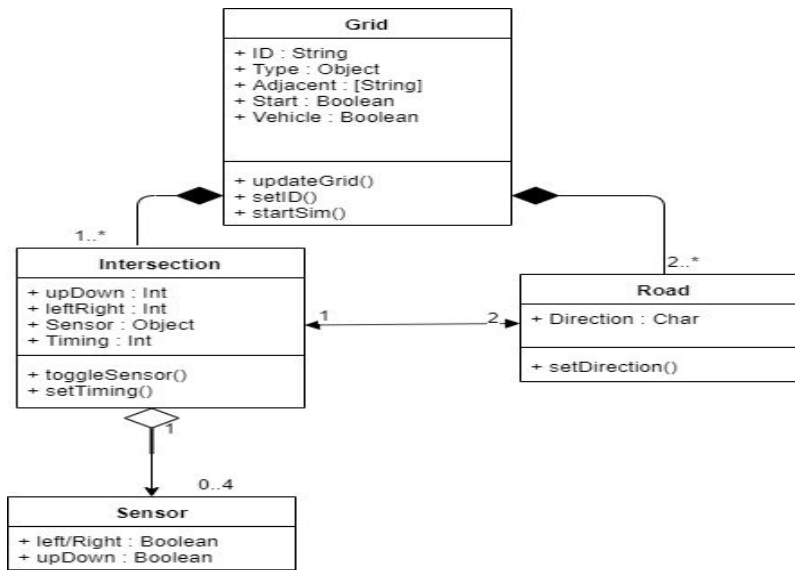 Grid
+ ID : String
+ Type : Object
+ Adjacent : [String]
+ Start : Boolean
+ Vehicle : Boolean
+ updateGrid()
+ setID()
+ startSim()
1..*
2..*
Intersection
+ upDown : Int
+ leftRight : Int
+ Sensor : Object
+ Timing : Int
+ toggleSensor()
+ setTiming()
1
2..
Road
+ Direction : Char
+ setDirection()
1
0..4
Sensor
+ left/Right : Boolean
+ upDown : Boolean